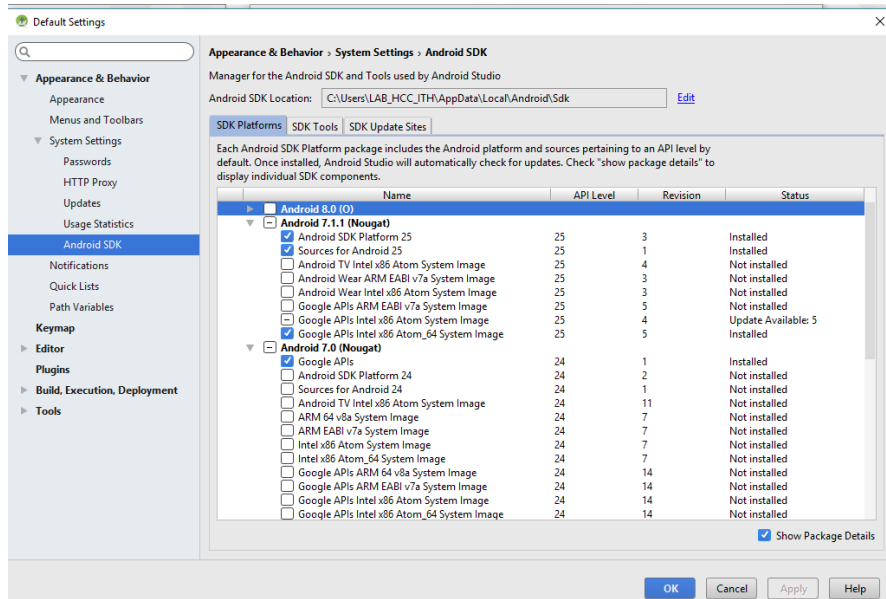 Default Settings
Appearance & Behavior › System Settings › Android SDK
Manager for the Android SDK and Tools used by Android Studio
Android SDK Location: C:\Users\LAB_HCC_ITH\AppData\Local\Android\Sdk Edit
Appearance & Behavior
Appearance
Menus and Toolbars
System Settings
Passwords
HTTP Proxy
Updates
Usage Statistics
Android SDK
Notifications
Quick Lists
Path Variables
Keymap
Editor
Plugins
Build, Execution, Deployment
Tools
SDK Platforms SDK Tools SDK Update Sites
Each Android SDK Platform package includes the Android platform and sources pertaining to an API level by
default. Once installed, Android Studio will automatically check for updates. Check "show package details" to
display individual SDK components.
Name API Level Revision Status
Android 8.0 (O)
Android 7.1.1 (Nougat)
Android SDK Platform 25 25 3 Installed
Sources for Android 25 25 1 Installed
Android TV Intel x86 Atom System Image 25 4 Not installed
Android Wear ARM EABI v7a System Image 25 3 Not installed
Android Wear Intel x86 Atom System Image 25 3 Not installed
Google APIs ARM EABI v7a System Image 25 5 Not installed
Google APIs Intel x86 Atom System Image 25 4 Update Available: 5
Google APIs Intel x86 Atom_64 System Image 25 5 Installed
Android 7.0 (Nougat)
Google APIs 24 1 Installed
Android SDK Platform 24 24 2 Not installed
Sources for Android 24 24 1 Not installed
Android TV Intel x86 Atom System Image 24 11 Not installed
ARM 64 v8a System Image 24 7 Not installed
ARM EABI v7a System Image 24 7 Not installed
Intel x86 Atom System Image 24 7 Not installed
Intel x86 Atom_64 System Image 24 7 Not installed
Google APIs ARM 64 v8a System Image 24 14 Not installed
Google APIs ARM EABI v7a System Image 24 14 Not installed
Google APIs Intel x86 Atom System Image 24 14 Not installed
Google APIs Intel x86 Atom_64 System Image 24 14 Not installed
Show Package Details
OK Cancel Apply Help